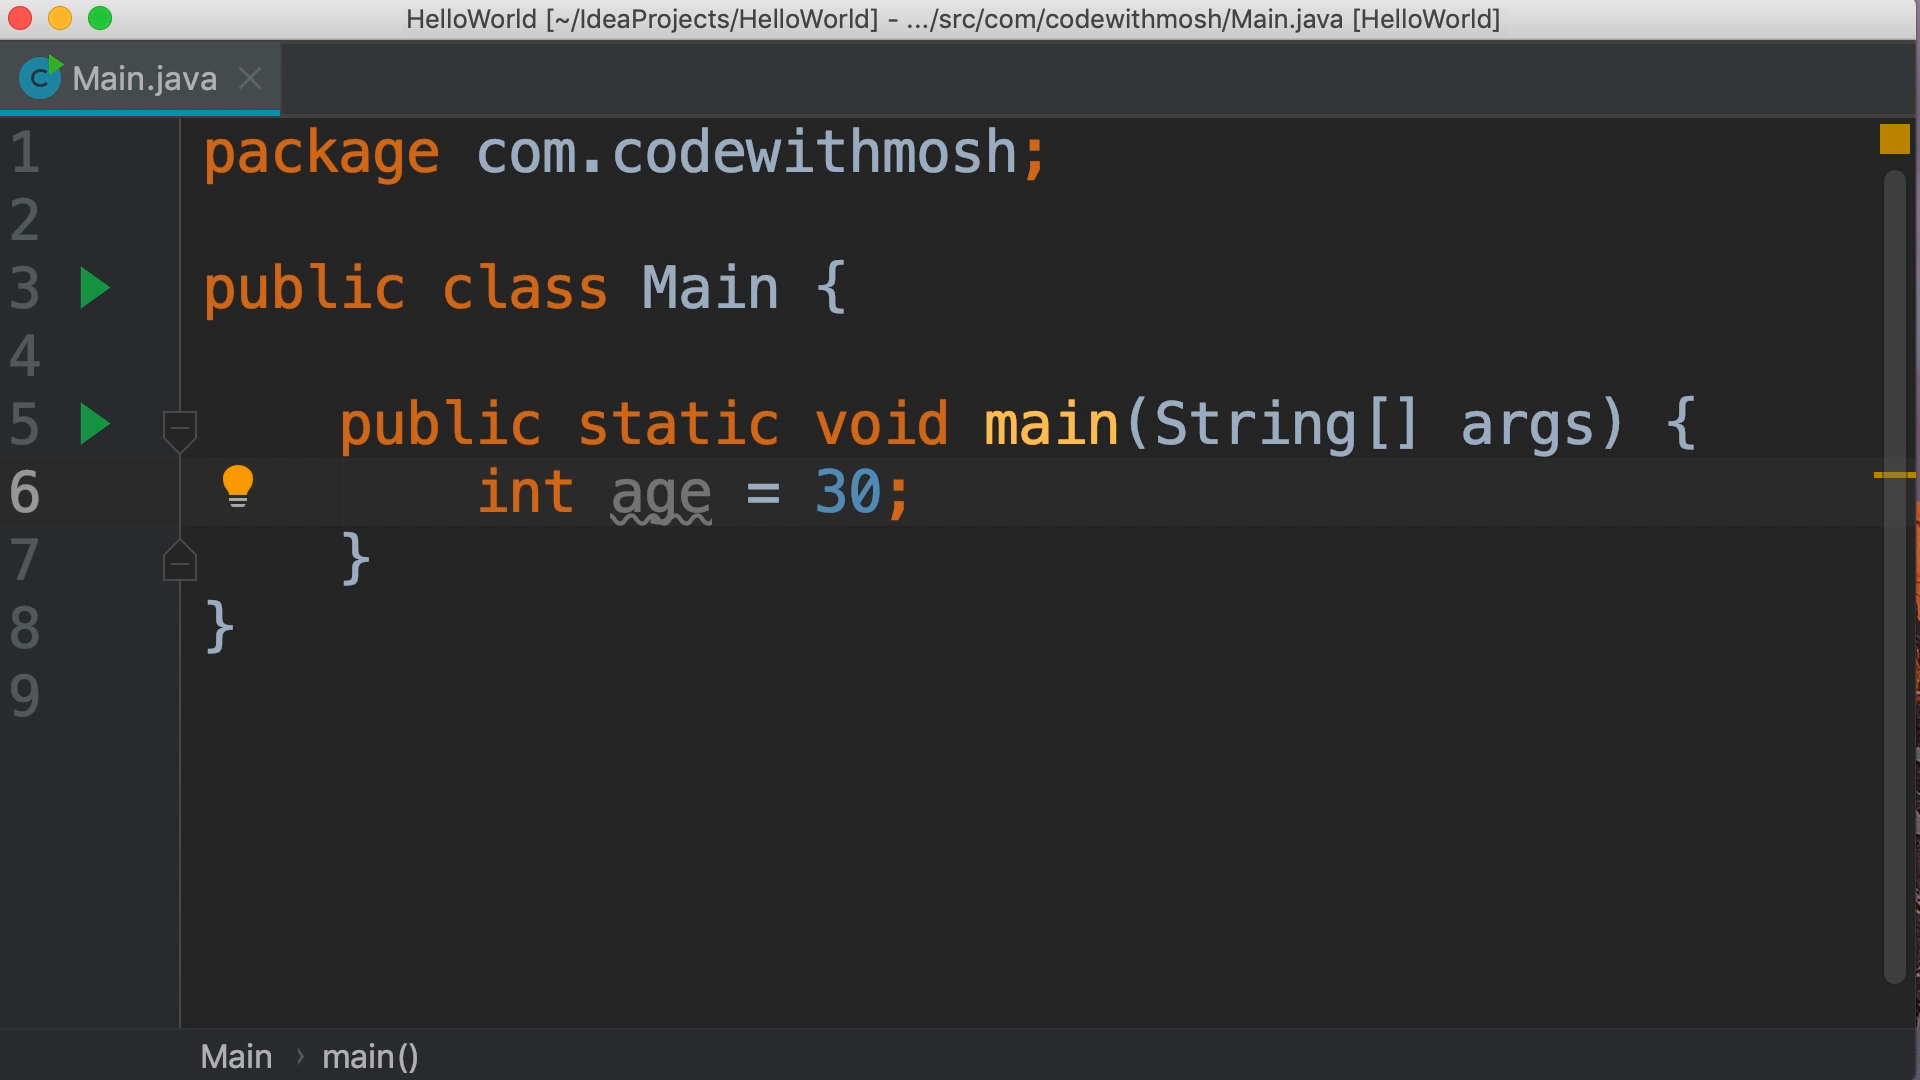 HelloWorld [~/IdeaProjects/HelloWorld] - .../src/com/codewithmosh/Main.java [HelloWorld]
C Main.java
1 package com.codewithmosh;
2
3 public class Main {
4
5 public static void main(String[] args) {
6 int age = 30;
7 }
8 }
9
Main › main()